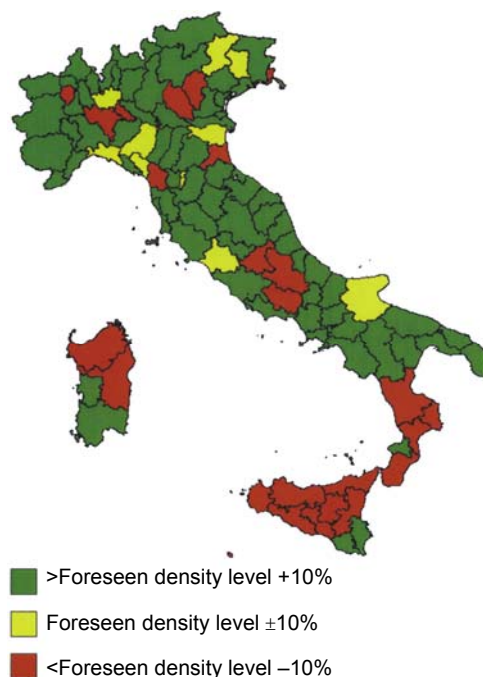 >Foreseen density level +10%
Foreseen density level ±10%
<Foreseen density level –10%